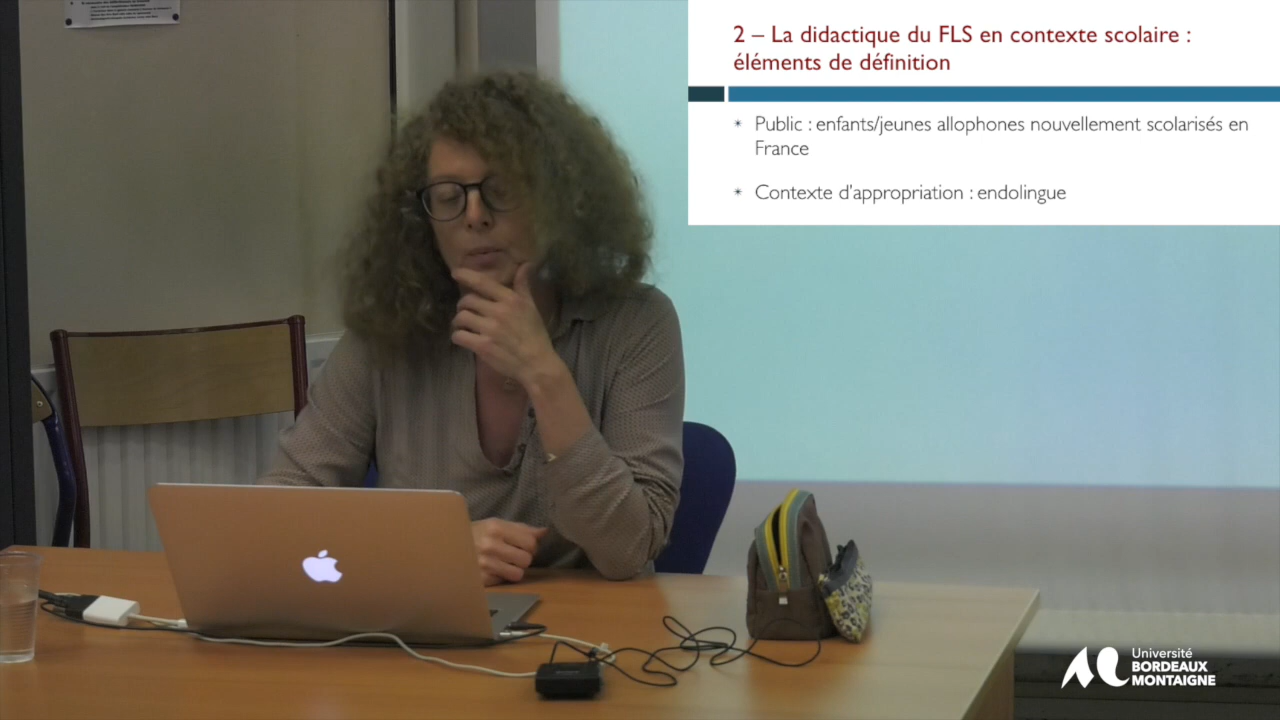 2 – La didactique du FLS en contexte scolaire :
éléments de définition
* Public : enfants/jeunes allophones nouvellement scolarisés en
France
* Contexte d'appropriation : endolingue
Université
BORDEAUX
MONTAIGNE